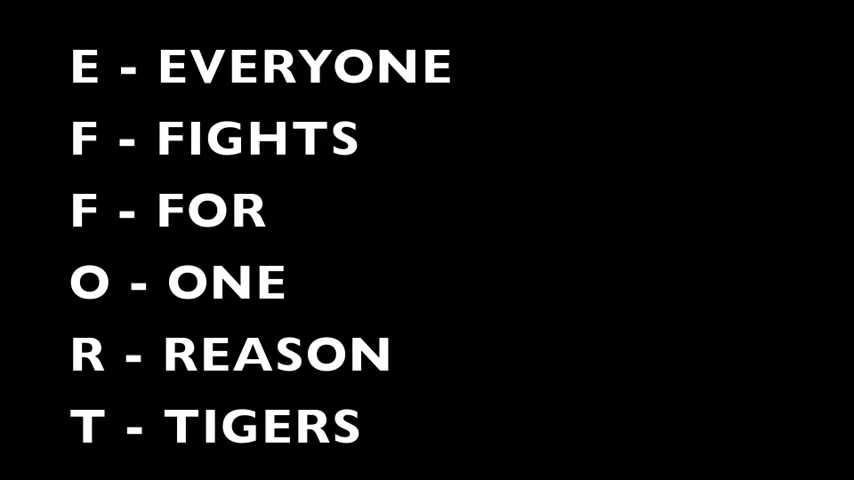 E - EVERYONE
F - FIGHTS
F - FOR
O - ONE
R - REASON
T - TIGERS